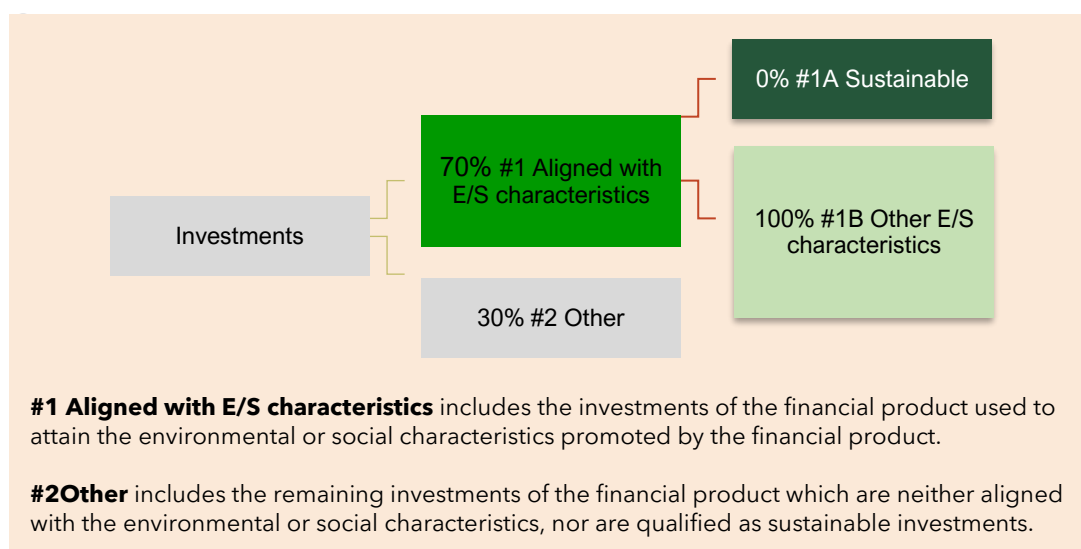 0% #1A Sustainable
70% #1 Aligned with
E/S characteristics
100% #1B Other E/S
characteristics
Investments
30% #2 Other
#1 Aligned with E/S characteristics includes the investments of the financial product used to
attain the environmental or social characteristics promoted by the financial product.
#2Other includes the remaining investments of the financial product which are neither aligned
with the environmental or social characteristics, nor are qualified as sustainable investments.